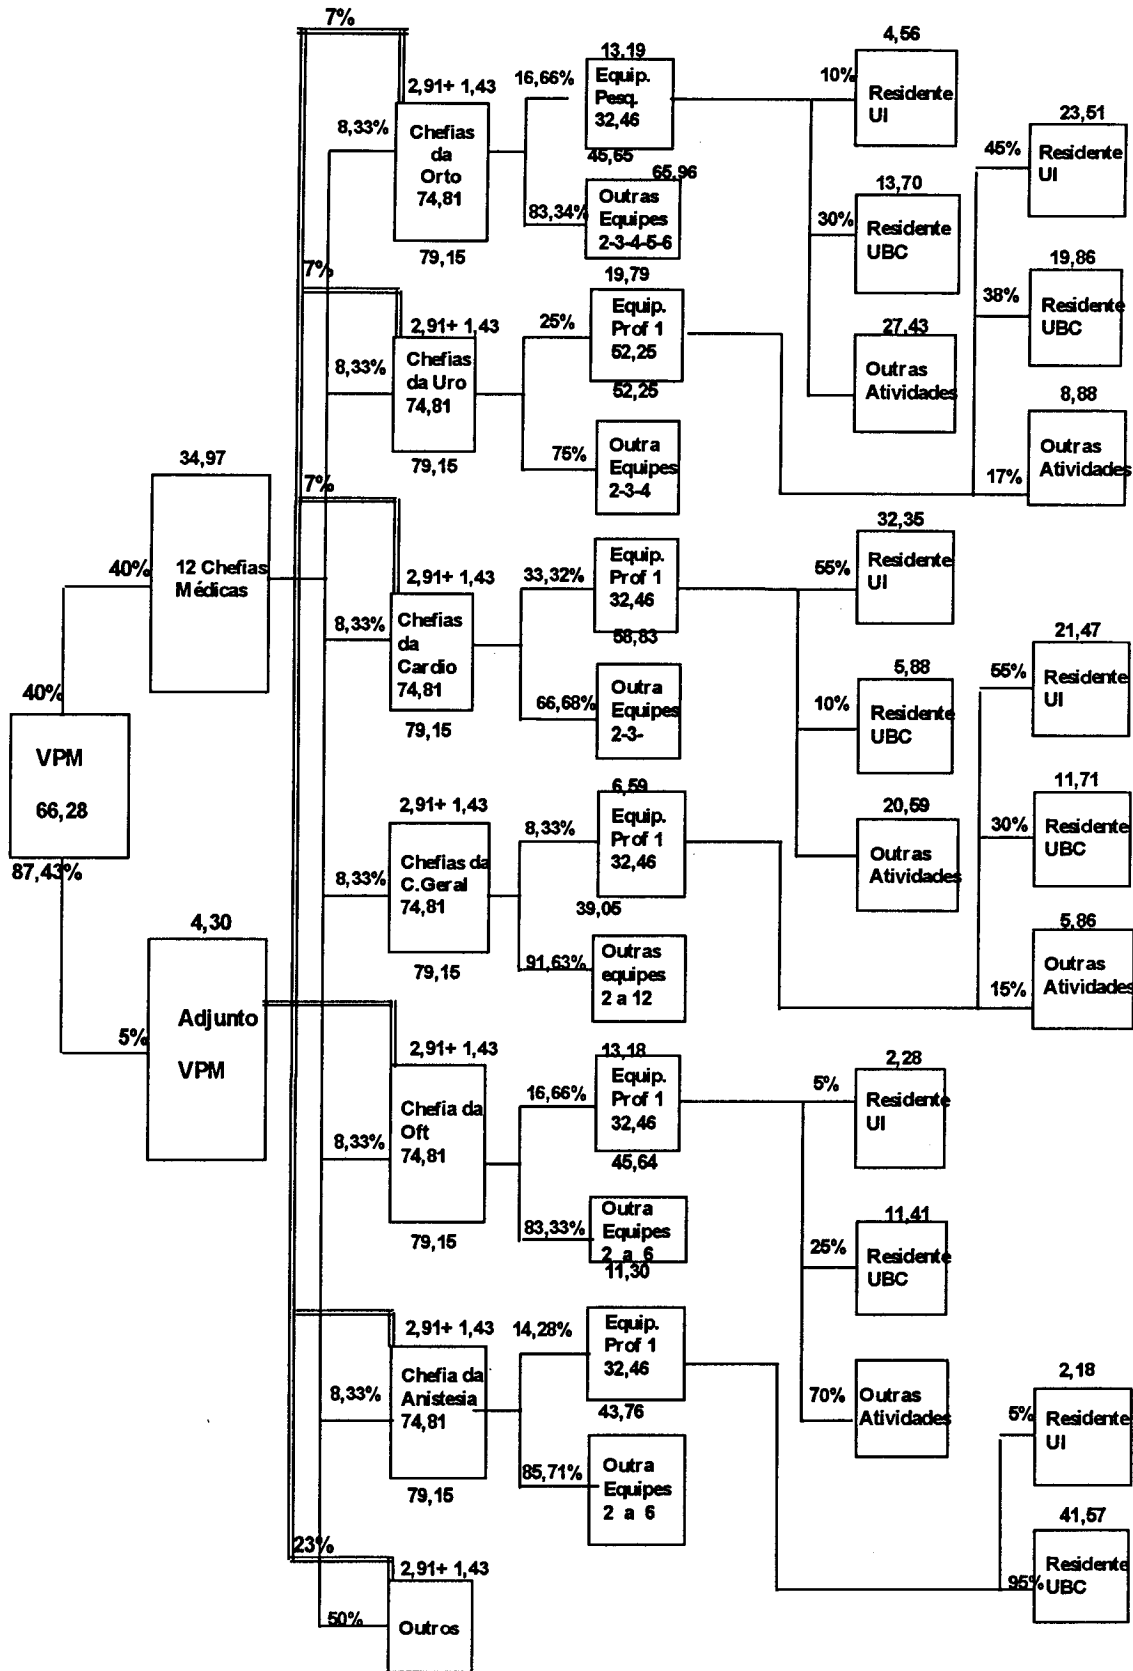 7%
2,91+ 1,43
8,33%
Chefias
da
Orto
74,81
79,15
16,66%
13,19
Equip.
Pesq.
32,46
45,65
65,96
83,34%
Outras
Equipes
2-3-4-5-6
4,56
10%
Residente
UI
13,70
30%
Residente
UBC
27,43
Outras
Atividades
23,51
45%
Residente
UI
19,86
38%
Residente
UBC
8,88
17%
Outras
Atividades
7%
2,91+ 1,43
8,33%
Chefias
da Uro
74,81
79,15
25%
19,79
Equip.
Prof 1
52,25
52,25
75%
Outra
Equipes
2-3-4
34,97
40%
12 Chefias
Médicas
40%
VPM
66,28
87,43%
4,30
5%
Adjunto
VPM
7%
2,91+ 1,43
8,33%
Chefias
da
Cardio
74,81
79,15
33,32%
Equip.
Prof 1
32,46
58,83
66,68%
Outra
Equipes
2-3-
32,35
55%
Residente
UI
5,88
10%
Residente
UBC
20,59
Outras
Atividades
21,47
55%
Residente
UI
11,71
30%
Residente
UBC
5,86
15%
Outras
Atividades
2,91+ 1,43
8,33%
Chefias da
C.Geral
74,81
79,15
8,33%
6,59
Equip.
Prof 1
32,46
39,05
91,63%
Outras
equipes
2 a 12
2,91+ 1,43
8,33%
Chefia da
Oft
74,81
79,15
16,66%
13,18
Equip.
Prof 1
32,46
45,64
83,33%
Outra
Equipes
2 a 6
11,30
2,28
5%
Residente
UI
11,41
25%
Residente
UBC
70%
Outras
Atividades
2,91+ 1,43
8,33%
Chefia da
Anistesia
74,81
79,15
14,28%
Equip.
Prof 1
32,46
43,76
85,71%
Outra
Equipes
2 a 6
2,18
5%
Residente
UI
41,57
95%
Residente
UBC
23%
2,91+ 1,43
50%
Outros